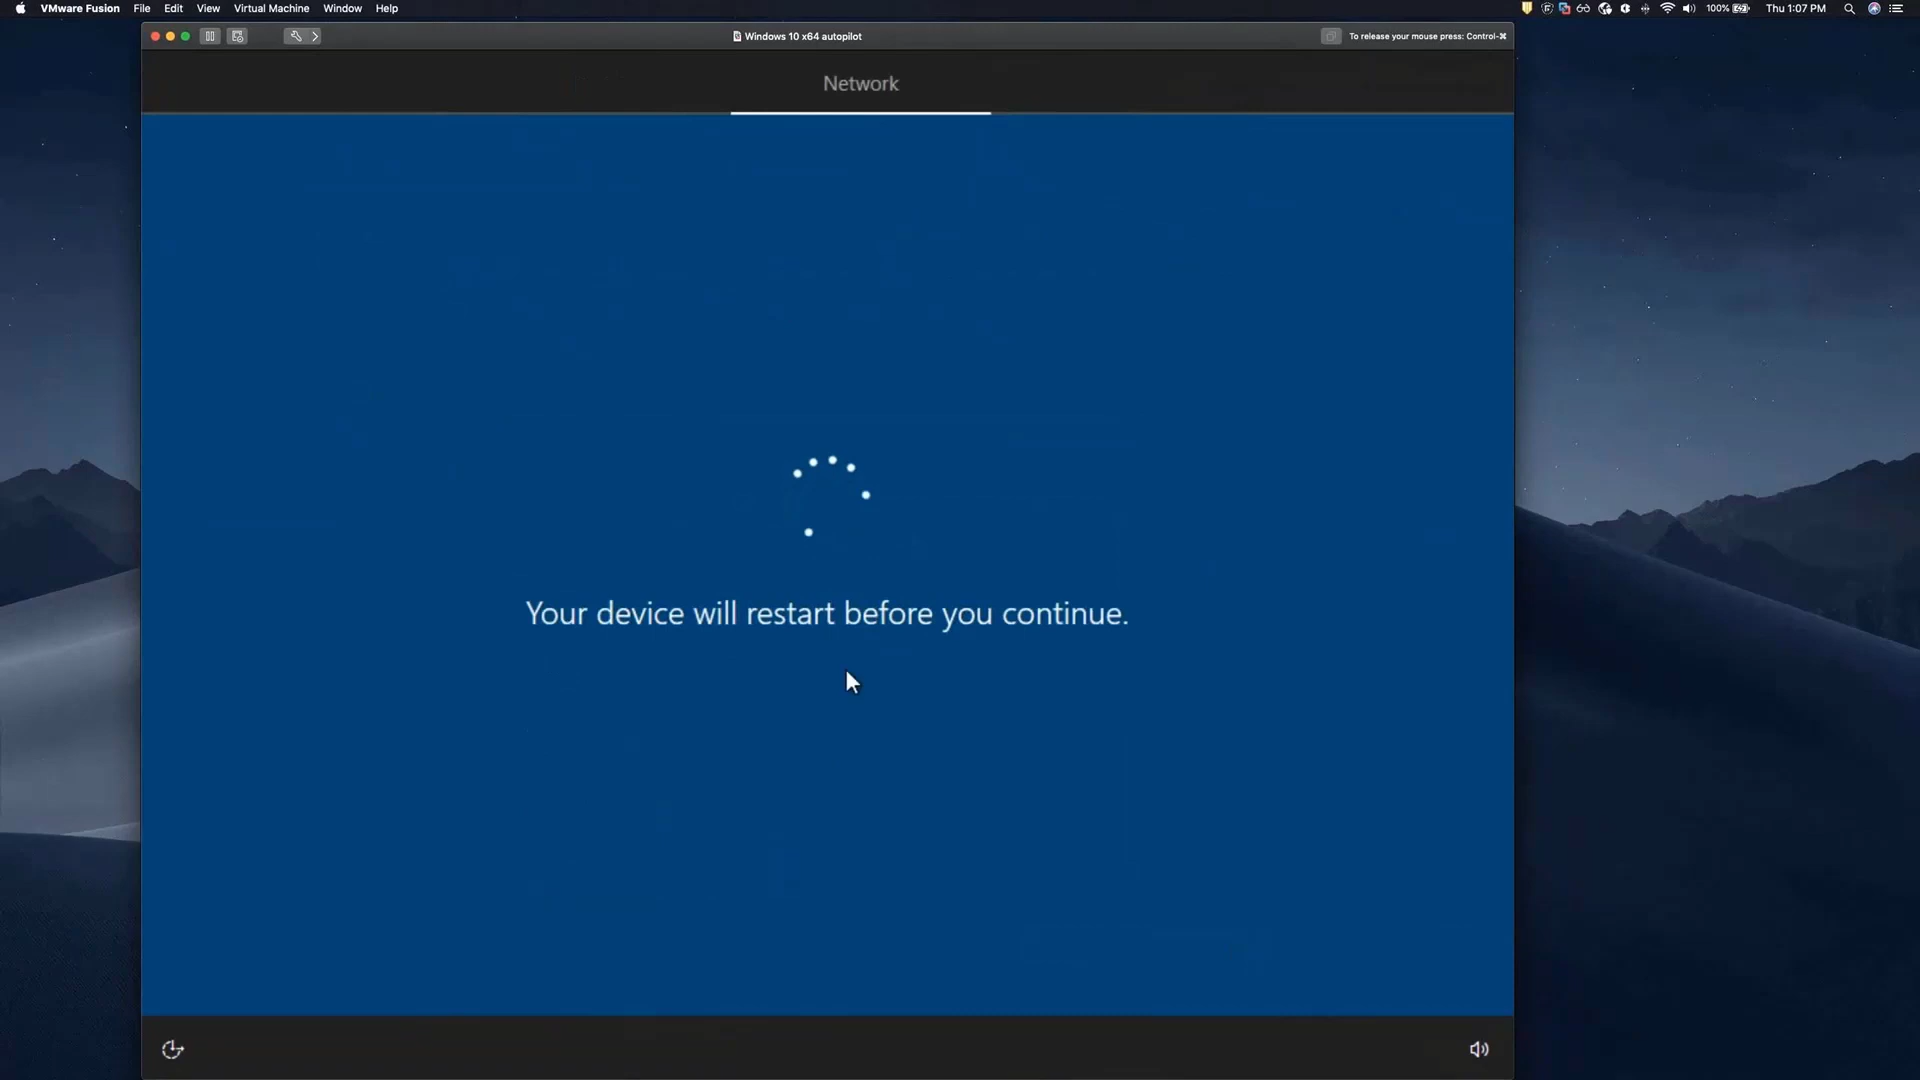 VMware Fusion File Edit View Virtual Machine Window Help 100% Thu 1:07 PM
Windows 10 x64 autopilot To release your mouse press: Control-⌘
Network
Your device will restart before you continue.